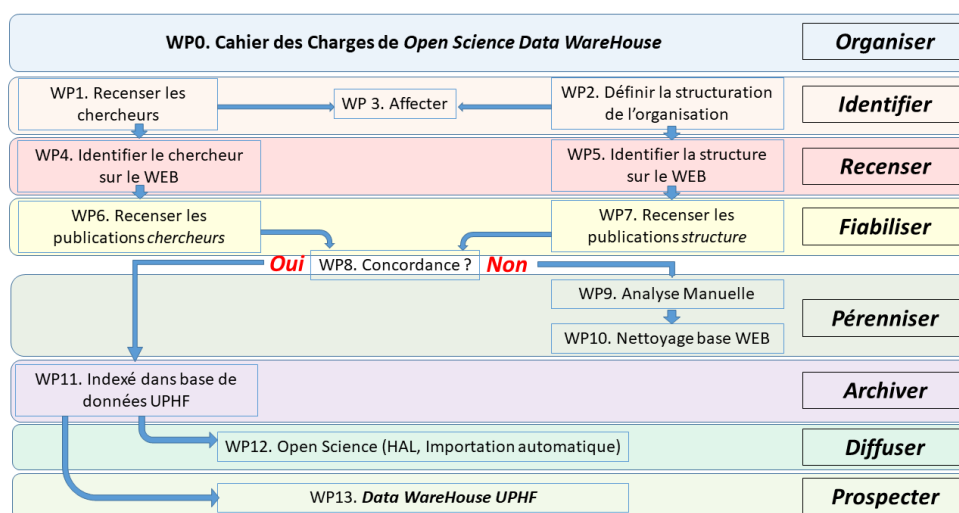 WP0. Cahier des Charges de Open Science Data WareHouse
Organiser
WP1. Recenser les
chercheurs
WP 3. Affecter
WP2. Définir la structuration
de l'organisation
Identifier
WP4. Identifier le chercheur
sur le WEB
WP5. Identifier la structure
sur le WEB
Recenser
WP6. Recenser les
publications chercheurs
WP7. Recenser les
publications structure
Fiabiliser
Oui
WP8. Concordance ?
Non
WP9. Analyse Manuelle
WP10. Nettoyage base WEB
Pérenniser
WP11. Indexé dans base de
données UPHF
Archiver
WP12. Open Science (HAL, Importation automatique)
Diffuser
WP13. Data WareHouse UPHF
Prospecter